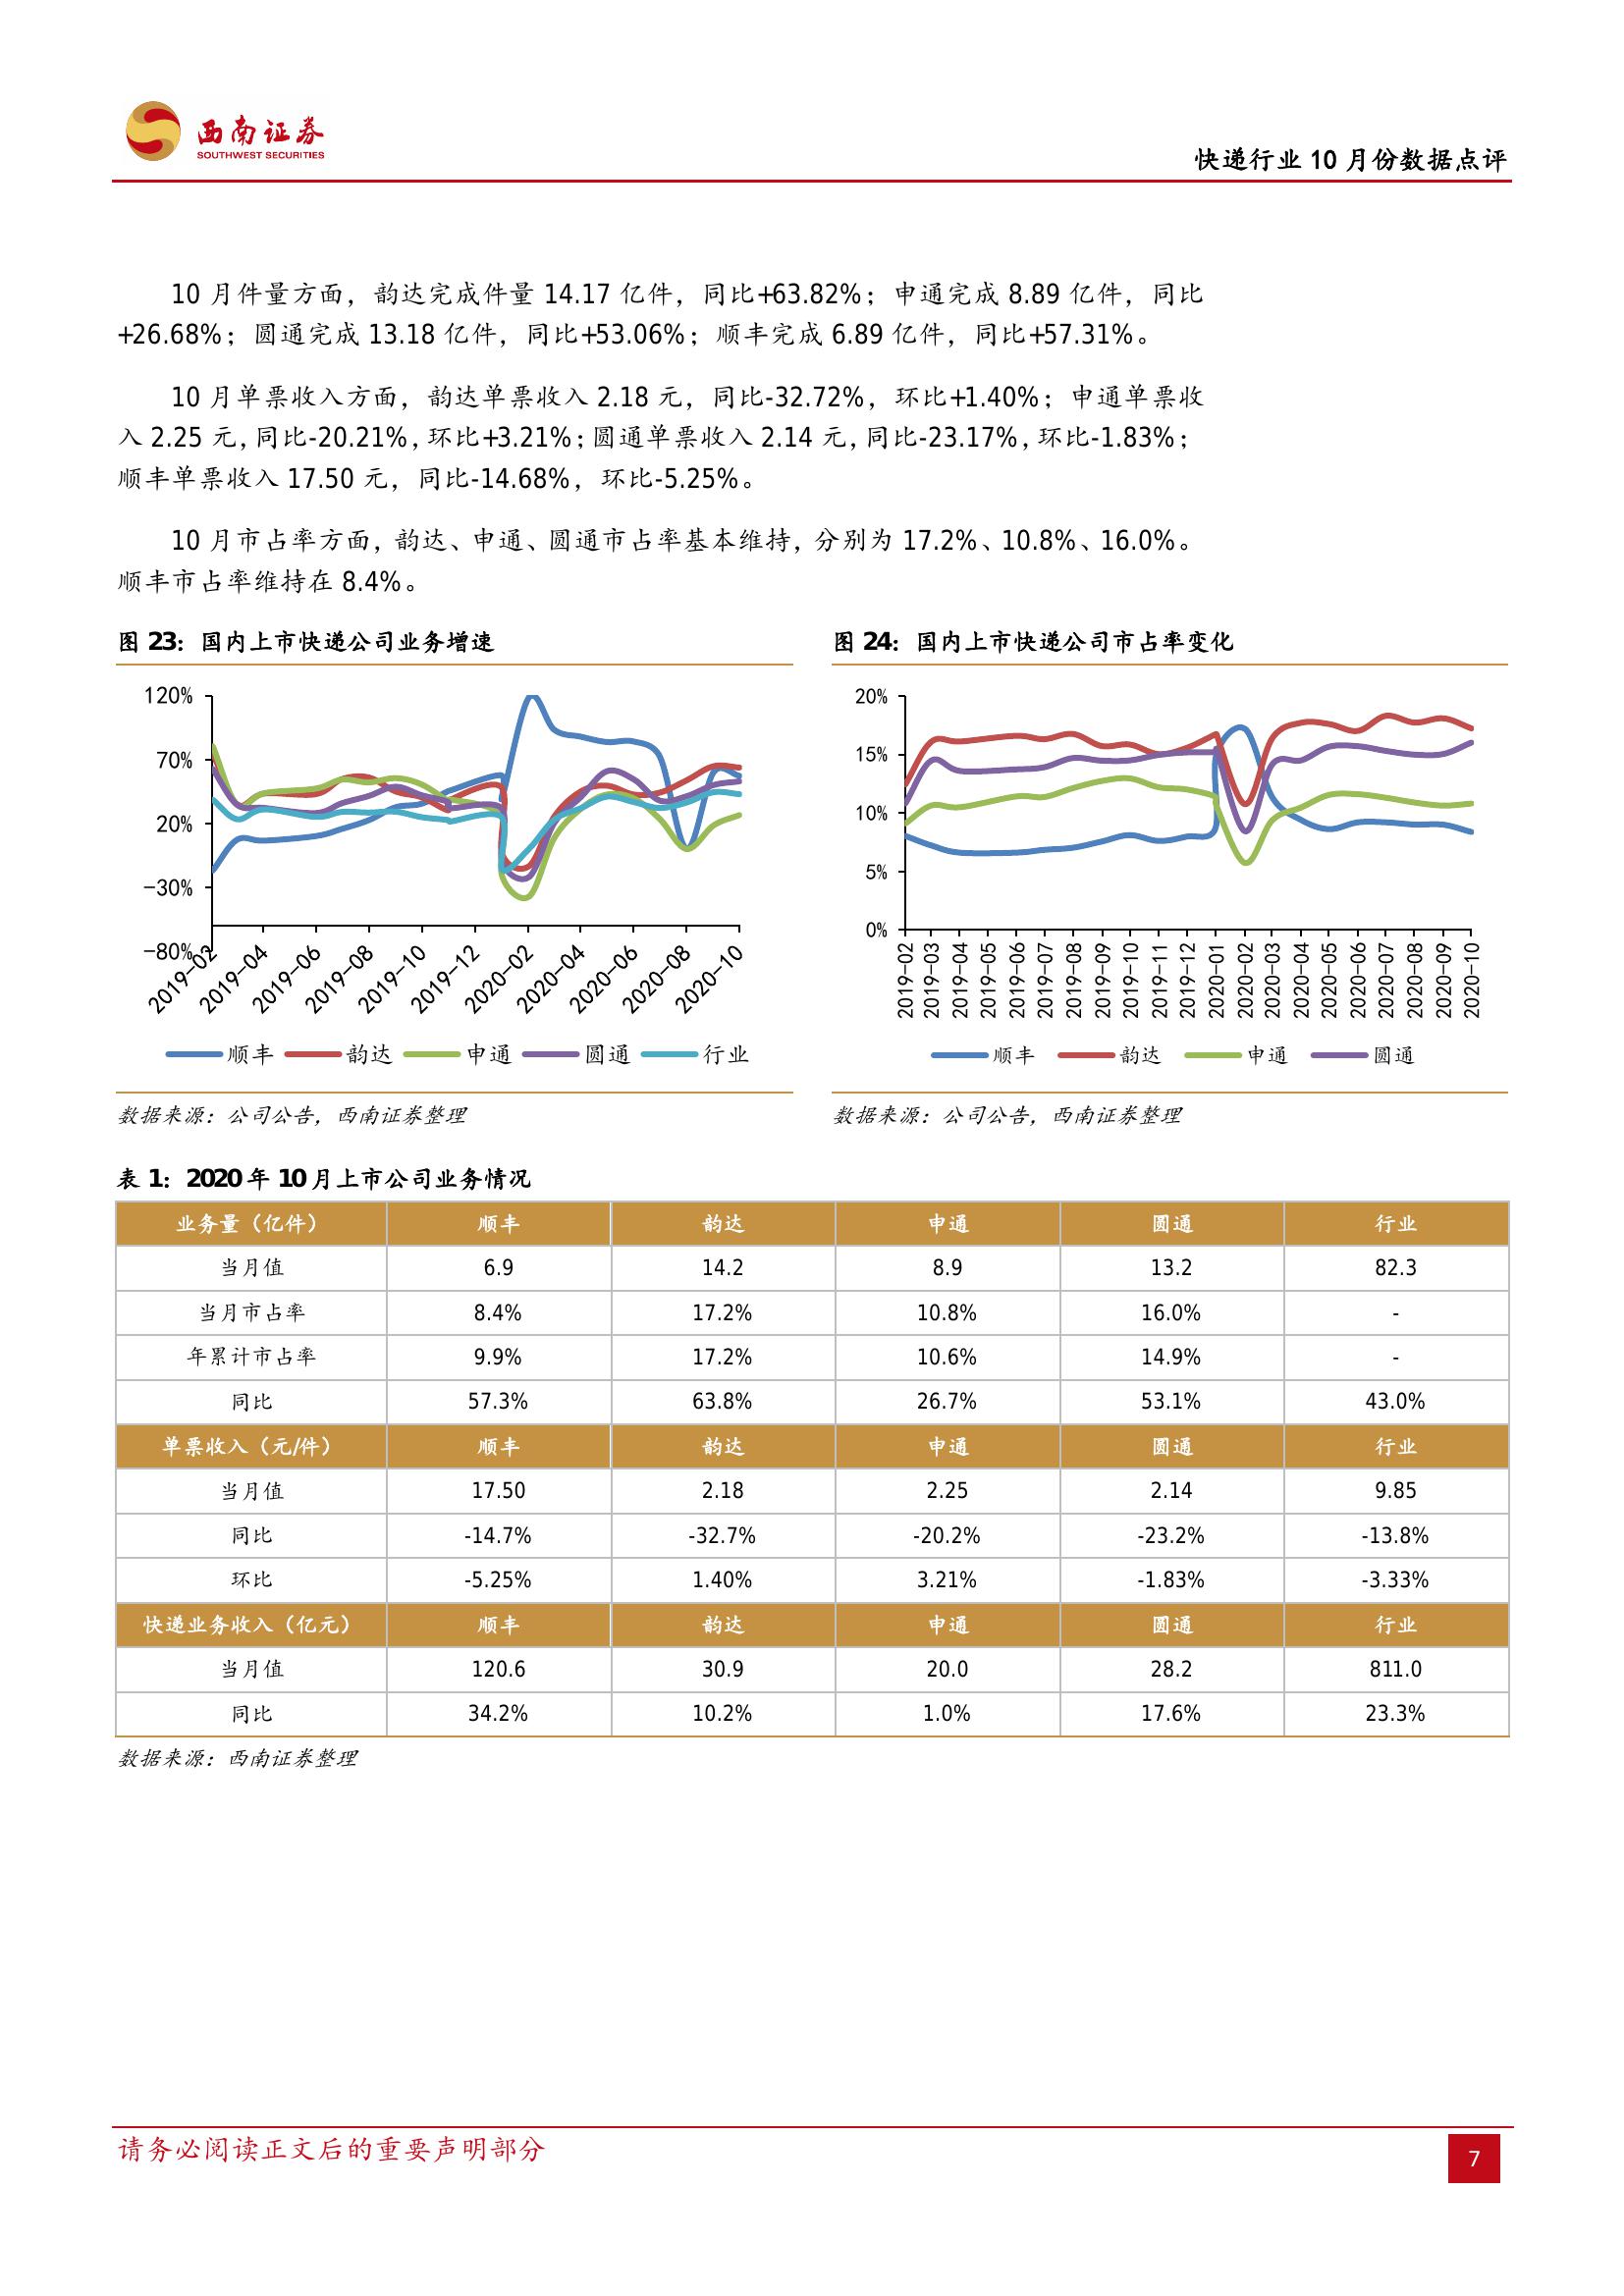 西南证券
SOUTHWEST SECURITIES
快递行业 10 月份数据点评
10 月件量方面，韵达完成件量 14.17 亿件，同比+63.82%；申通完成 8.89 亿件，同比
+26.68%；圆通完成 13.18 亿件，同比+53.06%；顺丰完成 6.89 亿件，同比+57.31%。
10 月单票收入方面，韵达单票收入 2.18 元，同比-32.72%，环比+1.40%；申通单票收
入 2.25 元，同比-20.21%，环比+3.21%；圆通单票收入 2.14 元，同比-23.17%，环比-1.83%；
顺丰单票收入 17.50 元，同比-14.68%，环比-5.25%。
10 月市占率方面，韵达、申通、圆通市占率基本维持，分别为 17.2%、10.8%、16.0%。
顺丰市占率维持在 8.4%。
图 23：国内上市快递公司业务增速
120%
70%
20%
-30%
-80%
2019-02 2019-04 2019-06 2019-08 2019-10 2019-12 2020-02 2020-04 2020-06 2020-08 2020-10
顺丰 韵达 申通 圆通 行业
数据来源：公司公告，西南证券整理
图 24：国内上市快递公司市占率变化
20%
15%
10%
5%
0%
2019-02 2019-03 2019-04 2019-05 2019-06 2019-07 2019-08 2019-09 2019-10 2019-11 2019-12 2020-01 2020-02 2020-03 2020-04 2020-05 2020-06 2020-07 2020-08 2020-09 2020-10
顺丰 韵达 申通 圆通
数据来源：公司公告，西南证券整理
表 1：2020 年 10 月上市公司业务情况
业务量（亿件） 顺丰 韵达 申通 圆通 行业
当月值 6.9 14.2 8.9 13.2 82.3
当月市占率 8.4% 17.2% 10.8% 16.0% -
年累计市占率 9.9% 17.2% 10.6% 14.9% -
同比 57.3% 63.8% 26.7% 53.1% 43.0%
单票收入（元/件） 顺丰 韵达 申通 圆通 行业
当月值 17.50 2.18 2.25 2.14 9.85
同比 -14.7% -32.7% -20.2% -23.2% -13.8%
环比 -5.25% 1.40% 3.21% -1.83% -3.33%
快递业务收入（亿元） 顺丰 韵达 申通 圆通 行业
当月值 120.6 30.9 20.0 28.2 811.0
同比 34.2% 10.2% 1.0% 17.6% 23.3%
数据来源：西南证券整理
请务必阅读正文后的重要声明部分
7